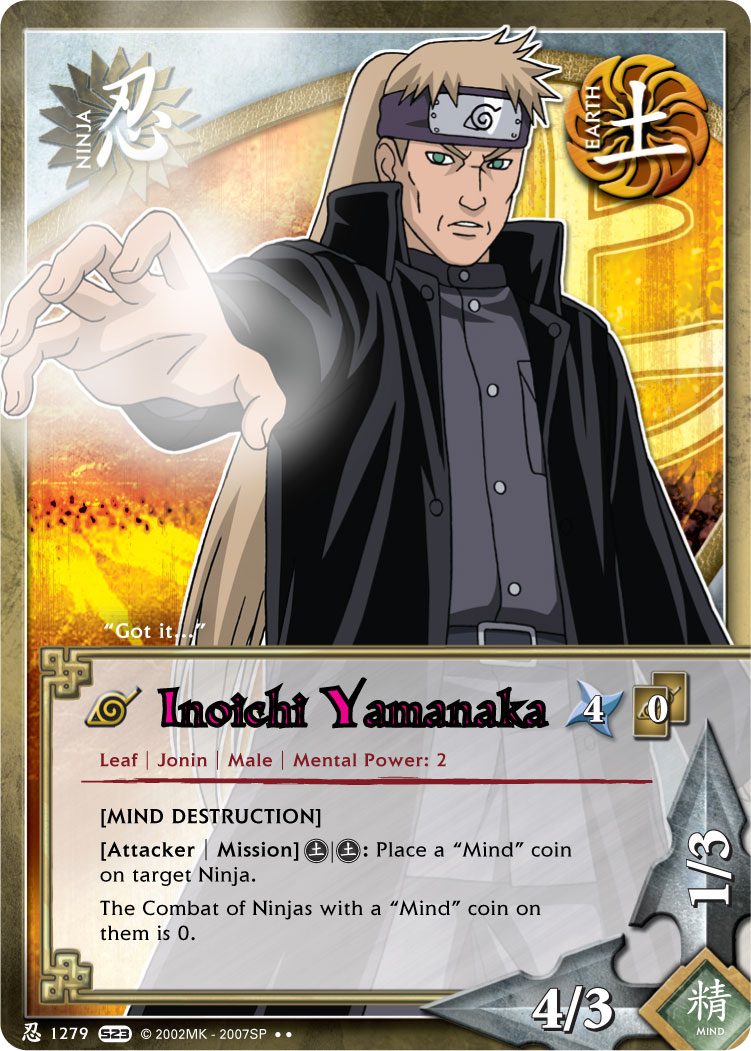 NINJA 忍
EARTH 土
“Got it...”
Inoichi Yamanaka 4 0
Leaf | Jonin | Male | Mental Power: 2
[MIND DESTRUCTION]
[Attacker | Mission] 土|土: Place a “Mind” coin
on target Ninja.
The Combat of Ninjas with a “Mind” coin on
them is 0.
1/3
4/3
精
MIND
忍 1279 S23 © 2002MK - 2007SP ••